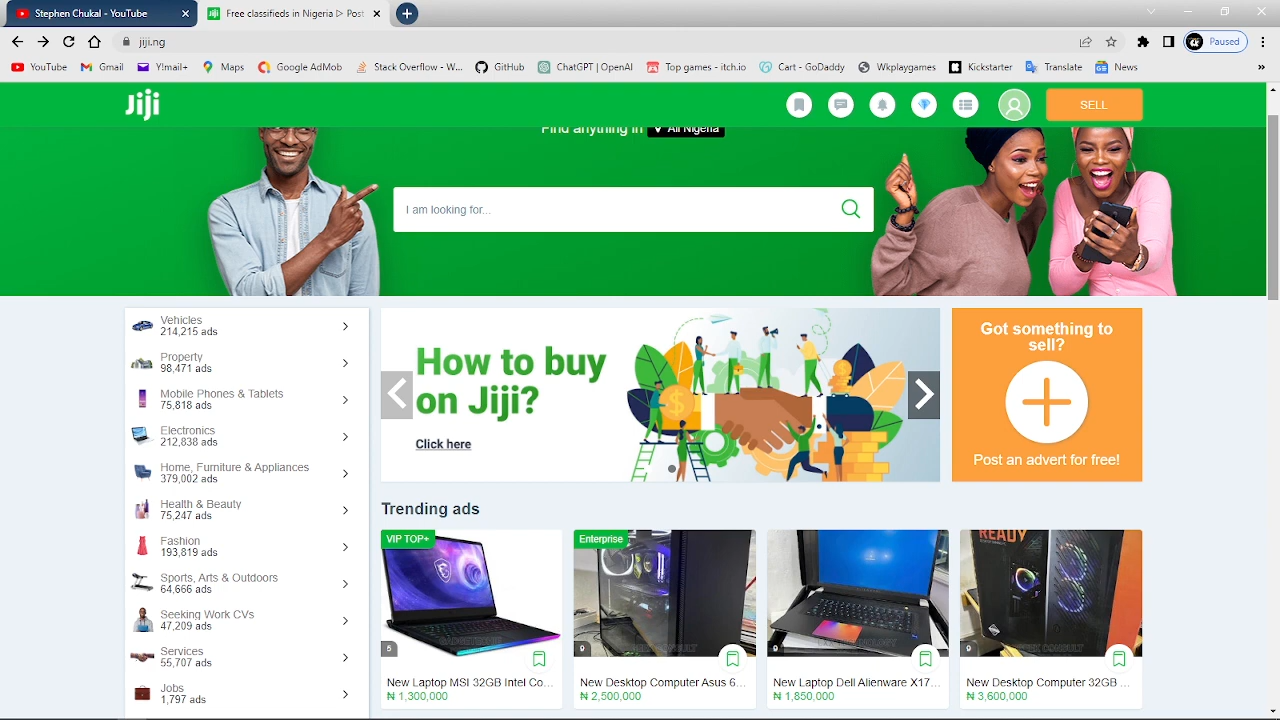 Stephen Chukal - YouTube
Free classifieds in Nigeria ▷ Post
jiji.ng
Paused
YouTube
Gmail
Y!mail+
Maps
Google AdMob
Stack Overflow - W...
GitHub
ChatGPT | OpenAI
Top games - itch.io
Cart - GoDaddy
Wkplaygames
Kickstarter
Translate
News
»
Jiji
SELL
Find anything in All Nigeria
I am looking for...
Vehicles
214,215 ads
Property
98,471 ads
Mobile Phones & Tablets
75,818 ads
Electronics
212,838 ads
Home, Furniture & Appliances
379,002 ads
Health & Beauty
75,247 ads
Fashion
193,819 ads
Sports, Arts & Outdoors
64,666 ads
Seeking Work CVs
47,209 ads
Services
55,707 ads
Jobs
1,797 ads
How to buy
on Jiji?
Click here
Got something to
sell?
Post an advert for free!
Trending ads
VIP TOP+
Enterprise
READY
5
9
9
9
New Laptop MSI 32GB Intel Co...
₦ 1,300,000
New Desktop Computer Asus 6...
₦ 2,500,000
New Laptop Dell Alienware X17...
₦ 1,850,000
New Desktop Computer 32GB ...
₦ 3,600,000